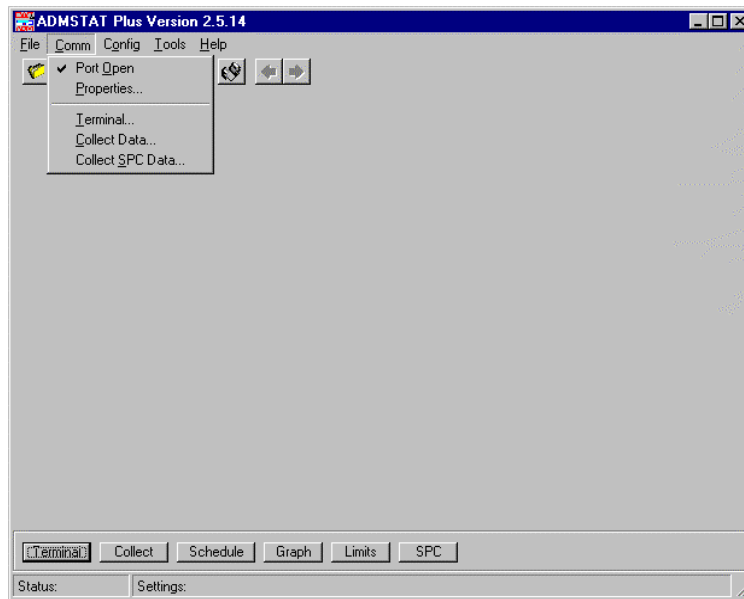 ADMSTAT Plus Version 2.5.14
File Comm Config Tools Help
Port Open
Properties...
Terminal...
Collect Data...
Collect SPC Data...
Terminal Collect Schedule Graph Limits SPC
Status: Settings: